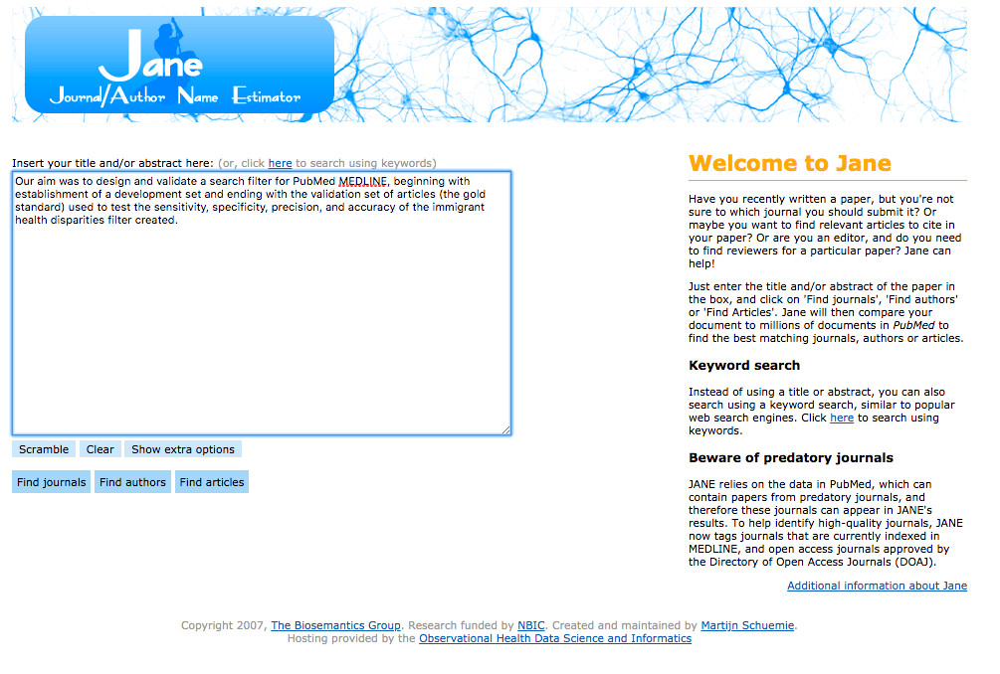 Jane
Journal/Author Name Estimator
Insert your title and/or abstract here: (or, click here to search using keywords)
Our aim was to design and validate a search filter for PubMed MEDLINE, beginning with
establishment of a development set and ending with the validation set of articles (the gold
standard) used to test the sensitivity, specificity, precision, and accuracy of the immigrant
health disparities filter created.
Scramble Clear Show extra options
Find journals Find authors Find articles
Welcome to Jane
Have you recently written a paper, but you're not
sure to which journal you should submit it? Or
maybe you want to find relevant articles to cite in
your paper? Or are you an editor, and do you need
to find reviewers for a particular paper? Jane can
help!
Just enter the title and/or abstract of the paper in
the box, and click on 'Find journals', 'Find authors'
or 'Find Articles'. Jane will then compare your
document to millions of documents in PubMed to
find the best matching journals, authors or articles.
Keyword search
Instead of using a title or abstract, you can also
search using a keyword search, similar to popular
web search engines. Click here to search using
keywords.
Beware of predatory journals
JANE relies on the data in PubMed, which can
contain papers from predatory journals, and
therefore these journals can appear in JANE's
results. To help identify high-quality journals, JANE
now tags journals that are currently indexed in
MEDLINE, and open access journals approved by
the Directory of Open Access Journals (DOAJ).
Additional information about Jane
Copyright 2007, The Biosemantics Group. Research funded by NBIC. Created and maintained by Martijn Schuemie.
Hosting provided by the Observational Health Data Science and Informatics